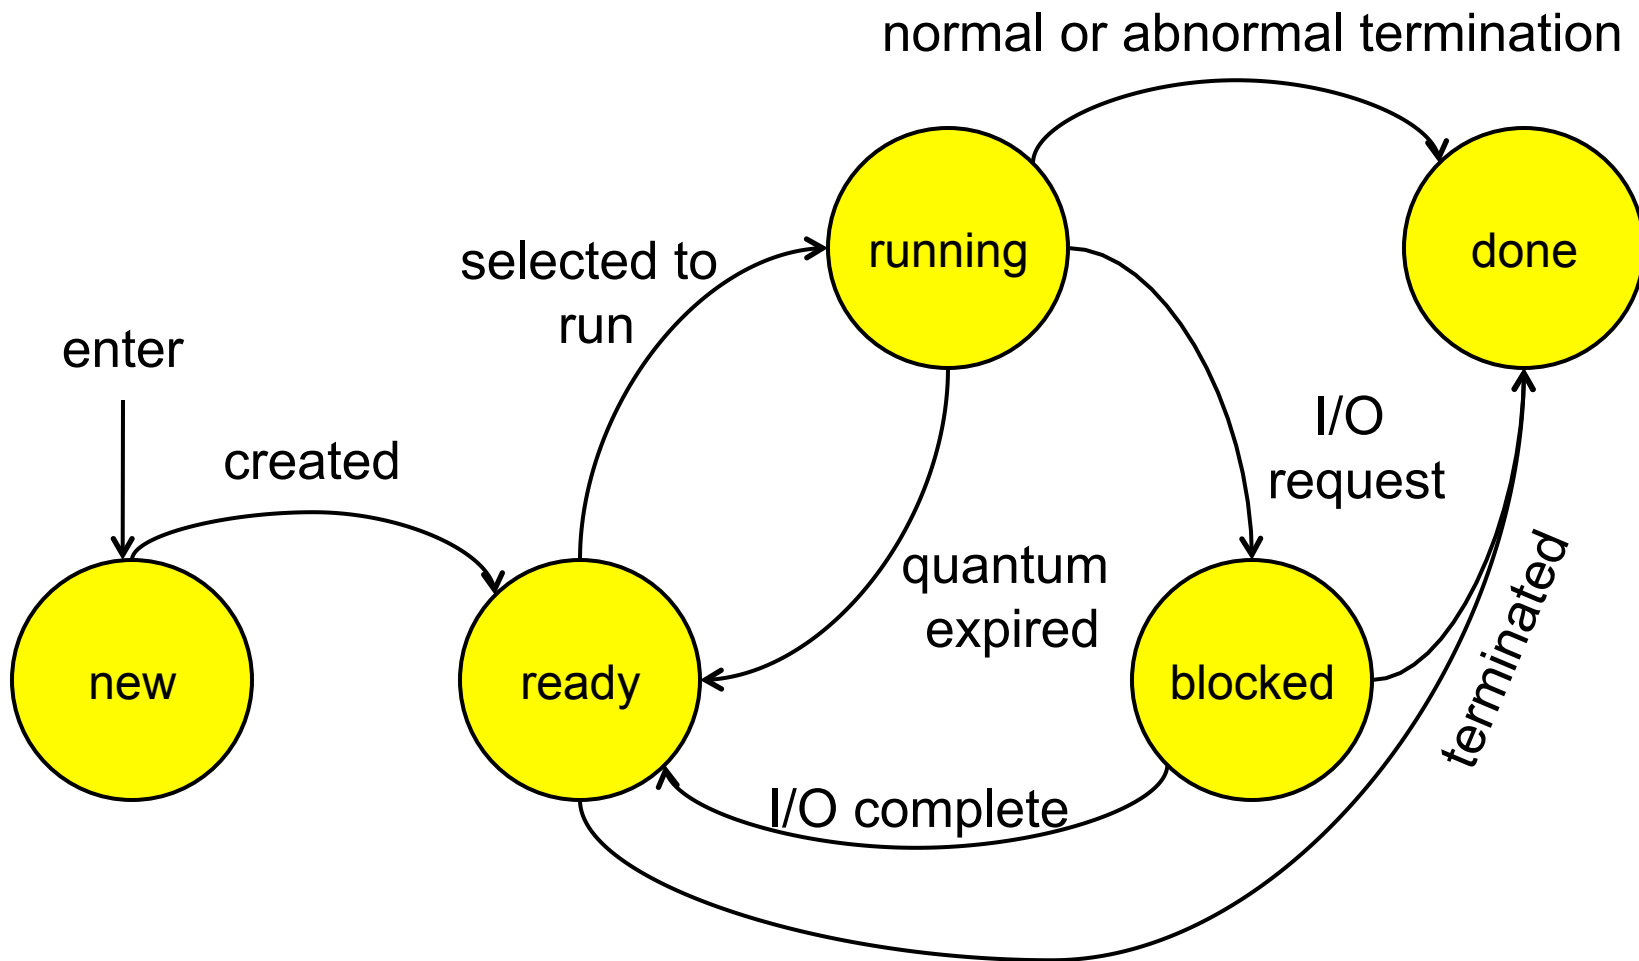 normal or abnormal termination
running
done
selected to
run
enter
I/O
request
created
quantum
expired
terminated
new
ready
blocked
I/O complete